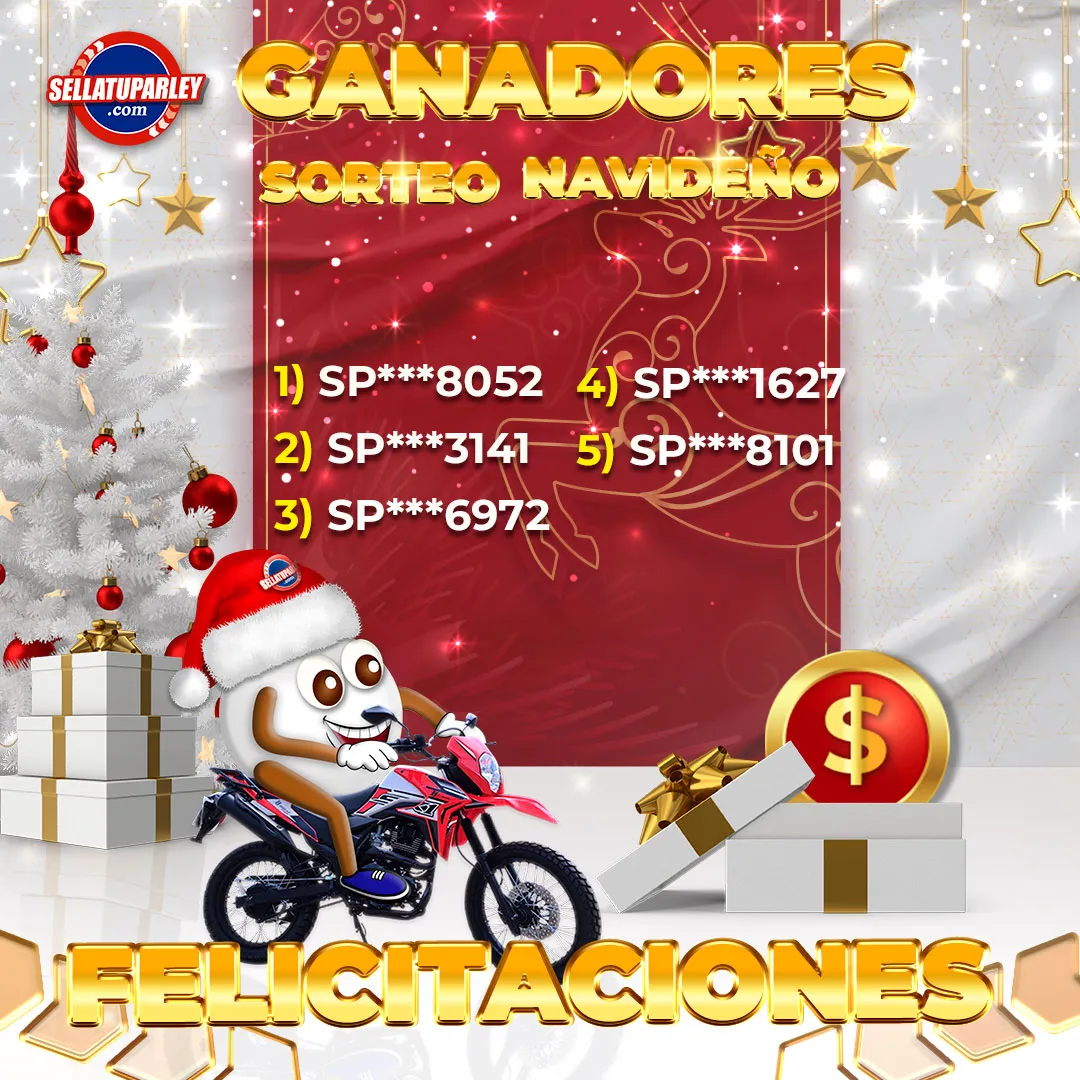 SELLATUPARLEY
.com
GANADORES
SORTEO NAVIDEÑO
1) SP***8052
2) SP***3141
3) SP***6972
4) SP***1627
5) SP***8101
$
FELICITACIONES